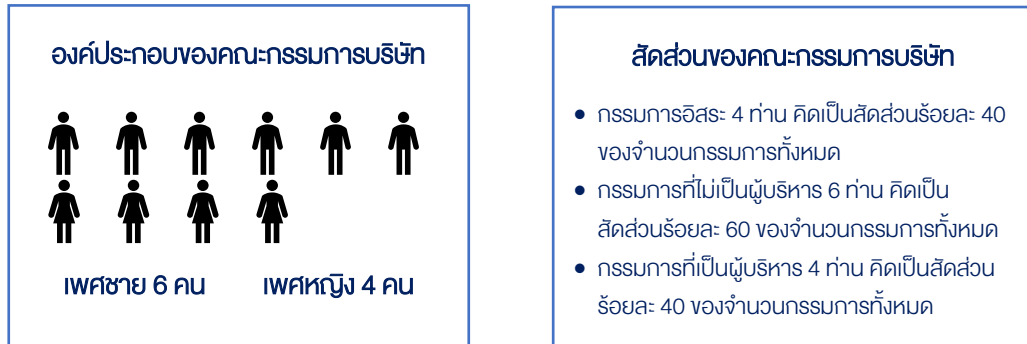 องค์ประกอบของคณะกรรมการบริษัท
เพศชาย 6 คน เพศหญิง 4 คน
สัดส่วนของคณะกรรมการบริษัท
• กรรมการอิสระ 4 ท่าน คิดเป็นสัดส่วนร้อยละ 40
ของจำนวนกรรมการทั้งหมด
• กรรมการที่ไม่เป็นผู้บริหาร 6 ท่าน คิดเป็น
สัดส่วนร้อยละ 60 ของจำนวนกรรมการทั้งหมด
• กรรมการที่เป็นผู้บริหาร 4 ท่าน คิดเป็นสัดส่วน
ร้อยละ 40 ของจำนวนกรรมการทั้งหมด